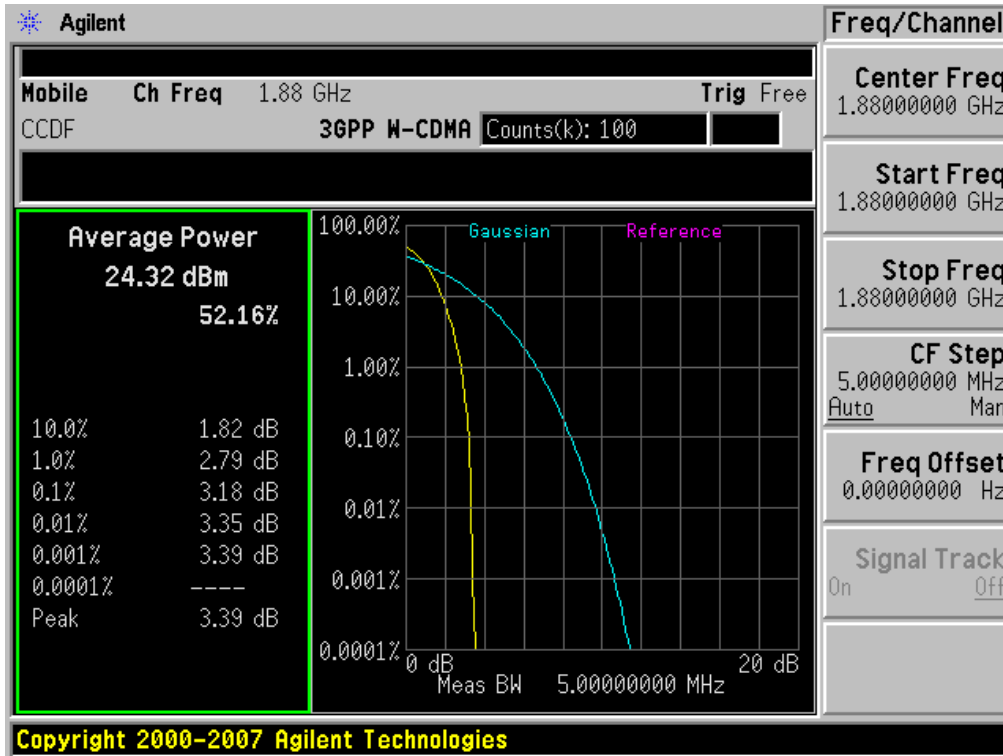 Agilent
Freq/Channel
Mobile Ch Freq 1.88 GHz Trig Free
CCDF 3GPP W-CDMA Counts(k): 100
Average Power
24.32 dBm
52.16%
10.0% 1.82 dB
1.0% 2.79 dB
0.1% 3.18 dB
0.01% 3.35 dB
0.001% 3.39 dB
0.0001% ----
Peak 3.39 dB
Gaussian Reference
100.00%
10.00%
1.00%
0.10%
0.01%
0.001%
0.0001%
0 dB 20 dB
Meas BW 5.00000000 MHz
Center Freq
1.88000000 GHz
Start Freq
1.88000000 GHz
Stop Freq
1.88000000 GHz
CF Step
5.00000000 MHz
Auto Man
Freq Offset
0.00000000 Hz
Signal Track
On Off
Copyright 2000-2007 Agilent Technologies